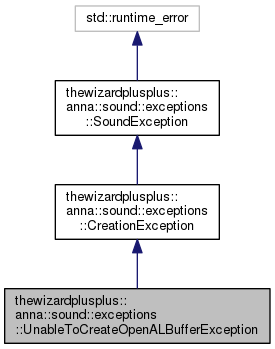 std::runtime_error
thewizardplusplus::
anna::sound::exceptions
::SoundException
thewizardplusplus::
anna::sound::exceptions
::CreationException
thewizardplusplus::
anna::sound::exceptions
::UnableToCreateOpenALBufferException